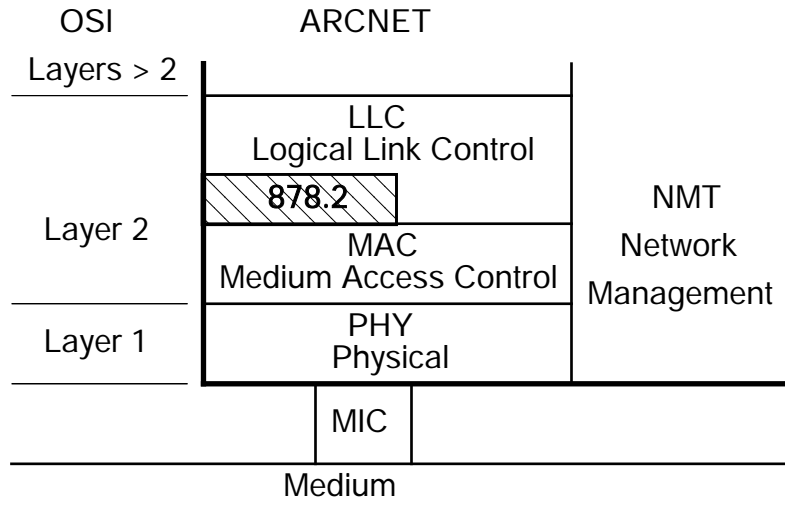 OSI ARCNET
Layers > 2
LLC
Logical Link Control
878.2
Layer 2
MAC
Medium Access Control
NMT
Network
Management
Layer 1
PHY
Physical
MIC
Medium